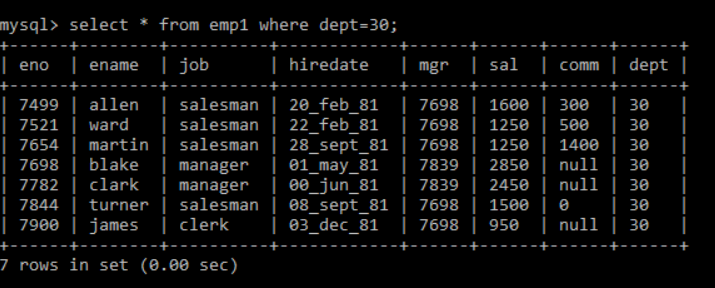 mysql> select * from emp1 where dept=30;
+------+--------+----------+------------+------+------+------+------+
| eno | ename | job | hiredate | mgr | sal | comm | dept |
+------+--------+----------+------------+------+------+------+------+
| 7499 | allen | salesman | 20_feb_81 | 7698 | 1600 | 300 | 30 |
| 7521 | ward | salesman | 22_feb_81 | 7698 | 1250 | 500 | 30 |
| 7654 | martin | salesman | 28_sept_81 | 7698 | 1250 | 1400 | 30 |
| 7698 | blake | manager | 01_may_81 | 7839 | 2850 | null | 30 |
| 7782 | clark | manager | 00_jun_81 | 7839 | 2450 | null | 30 |
| 7844 | turner | salesman | 08_sept_81 | 7698 | 1500 | 0 | 30 |
| 7900 | james | clerk | 03_dec_81 | 7698 | 950 | null | 30 |
+------+--------+----------+------------+------+------+------+------+
7 rows in set (0.00 sec)